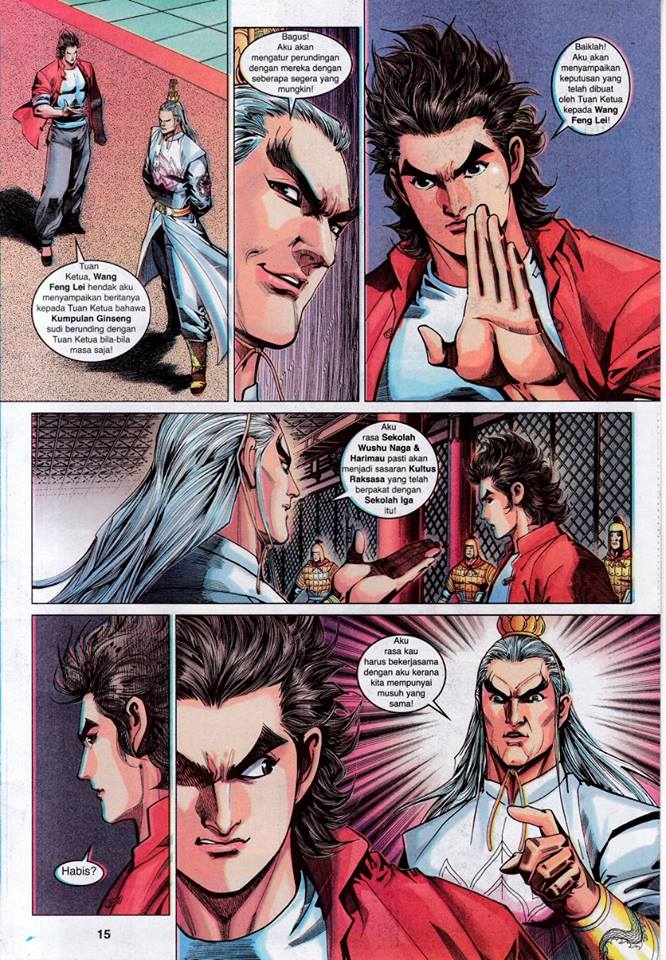 Tuan
Ketua, Wang
Feng Lei hendak aku
menyampaikan beritanya
kepada Tuan Ketua bahawa
Kumpulan Ginseng
sudi berunding dengan
Tuan Ketua bila-bila
masa saja!
Bagus!
Aku akan
mengatur perundingan
dengan mereka dengan
seberapa segera yang
mungkin!
Baiklah!
Aku akan
menyampaikan
keputusan yang
telah dibuat
oleh Tuan Ketua
kepada Wang
Feng Lei!
Aku
rasa Sekolah
Wushu Naga &
Harimau pasti akan
menjadi sasaran Kultus
Raksasa yang telah
berpakat dengan
Sekolah Iga
itu!
Habis?
Aku
rasa kau
harus bekerjasama
dengan aku kerana
kita mempunyai
musuh yang
sama!
15